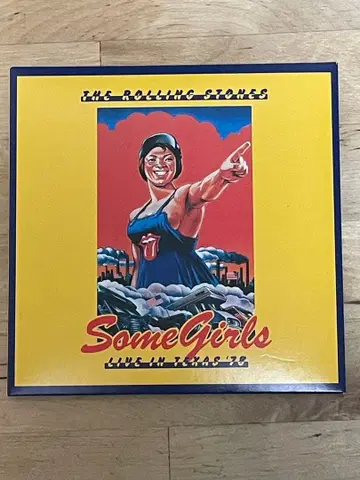 THE ROLLING STONES
Some Girls
LIVE IN TEXAS '78